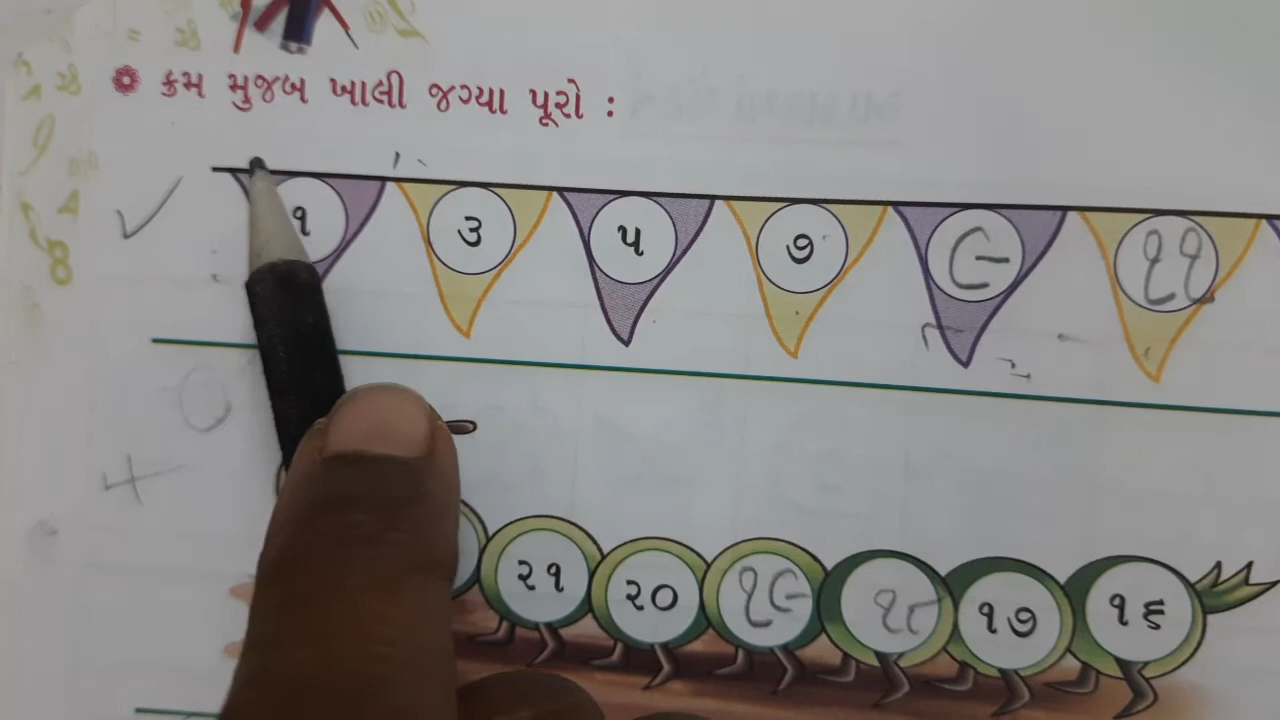 ક્રમ મુજબ ખાલી જગ્યા પૂરો :
૧ ૩ ૫ ૭ ૯ ૧૧
૨૧ ૨૦ ૧૯ ૧૮ ૧૭ ૧૬